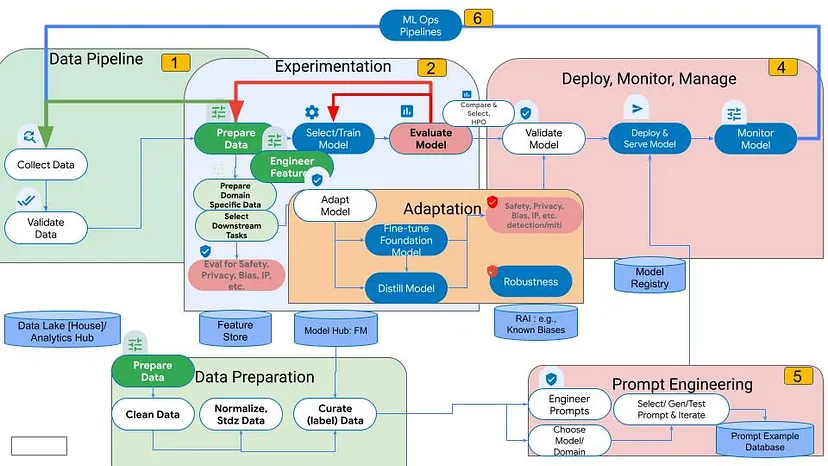 ML Ops
Pipelines
6
Data Pipeline
1
Experimentation
2
Deploy, Monitor, Manage
4
Compare &
Select,
HPO
Collect Data
Prepare
Data
Select/Train
Model
Evaluate
Model
Validate
Model
Deploy &
Serve Model
Monitor
Model
Engineer
Feature
Prepare
Domain
Specific Data
Select
Downstream
Tasks
Validate
Data
Adapt
Model
Adaptation
Safety, Privacy,
Bias, IP, etc.
detection/miti
Fine-tune
Foundation
Model
Eval for Safety,
Privacy, Bias, IP,
etc.
Distill Model
Robustness
Model
Registry
Data Lake [House]/
Analytics Hub
Feature
Store
Model Hub: FM
RAI : e.g.,
Known Biases
Prepare
Data
Data Preparation
Clean Data
Normalize,
Stdz Data
Curate
(label) Data
5
Prompt Engineering
Engineer
Prompts
Select/ Gen/Test
Prompt & Iterate
Choose
Model/
Domain
Prompt Example
Database